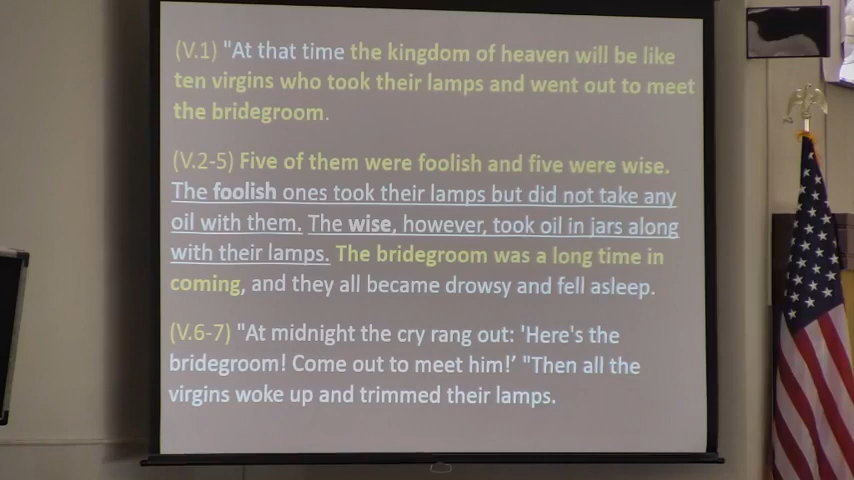 (V.1) "At that time the kingdom of heaven will be like
ten virgins who took their lamps and went out to meet
the bridegroom.
(V.2-5) Five of them were foolish and five were wise.
The foolish ones took their lamps but did not take any
oil with them. The wise, however, took oil in jars along
with their lamps. The bridegroom was a long time in
coming, and they all became drowsy and fell asleep.
(V.6-7) "At midnight the cry rang out: 'Here's the
bridegroom! Come out to meet him!’ "Then all the
virgins woke up and trimmed their lamps.